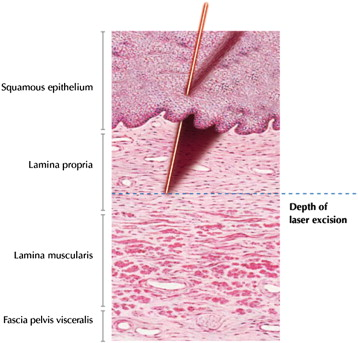 Squamous epithelium
Lamina propria
Depth of
laser excision
Lamina muscularis
Fascia pelvis visceralis